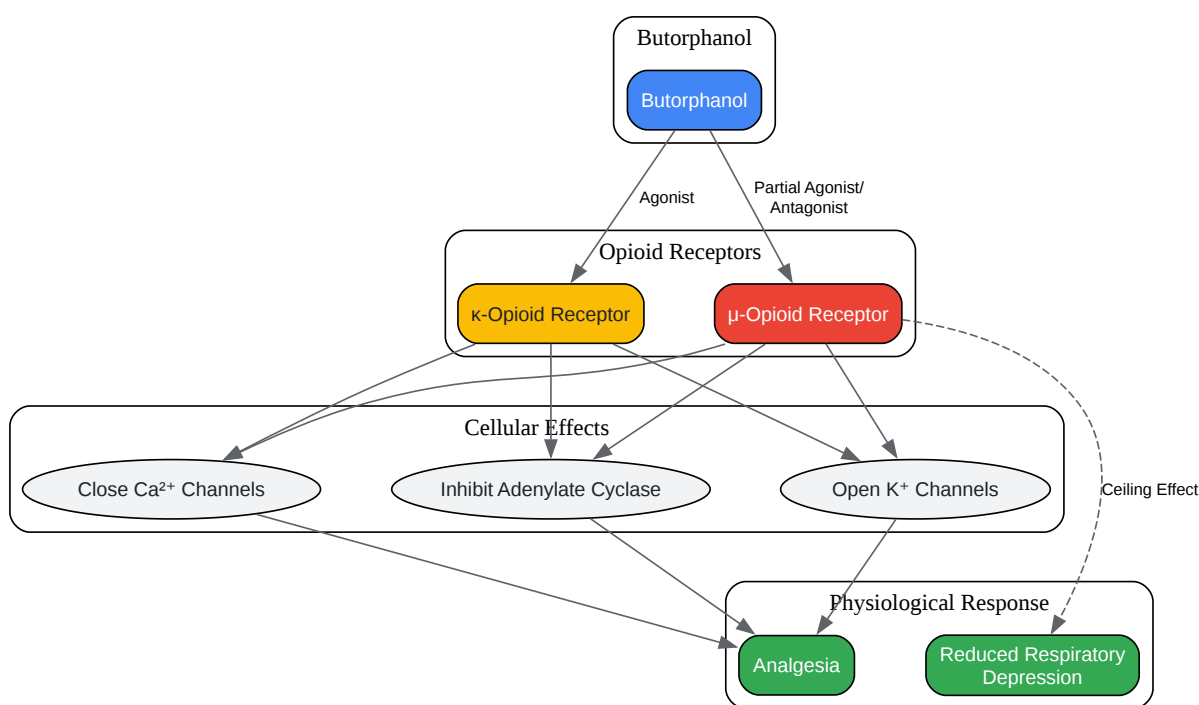 Butorphanol
Butorphanol
Agonist
Partial Agonist/
Antagonist
Opioid Receptors
κ-Opioid Receptor
μ-Opioid Receptor
Cellular Effects
Close Ca²⁺ Channels
Inhibit Adenylate Cyclase
Open K⁺ Channels
Ceiling Effect
Physiological Response
Analgesia
Reduced Respiratory
Depression